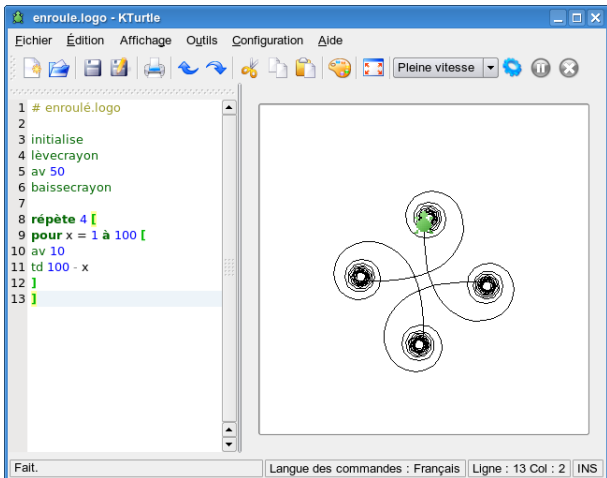 enroule.logo - KTurtle
Fichier Édition Affichage Outils Configuration Aide
Pleine vitesse
1 # enroulé.logo
2
3 initialise
4 lèvecrayon
5 av 50
6 baissecrayon
7
8 répète 4 [
9 pour x = 1 à 100 [
10 av 10
11 td 100 - x
12 ]
13 ]
Fait.
Langue des commandes : Français Ligne : 13 Col : 2 INS